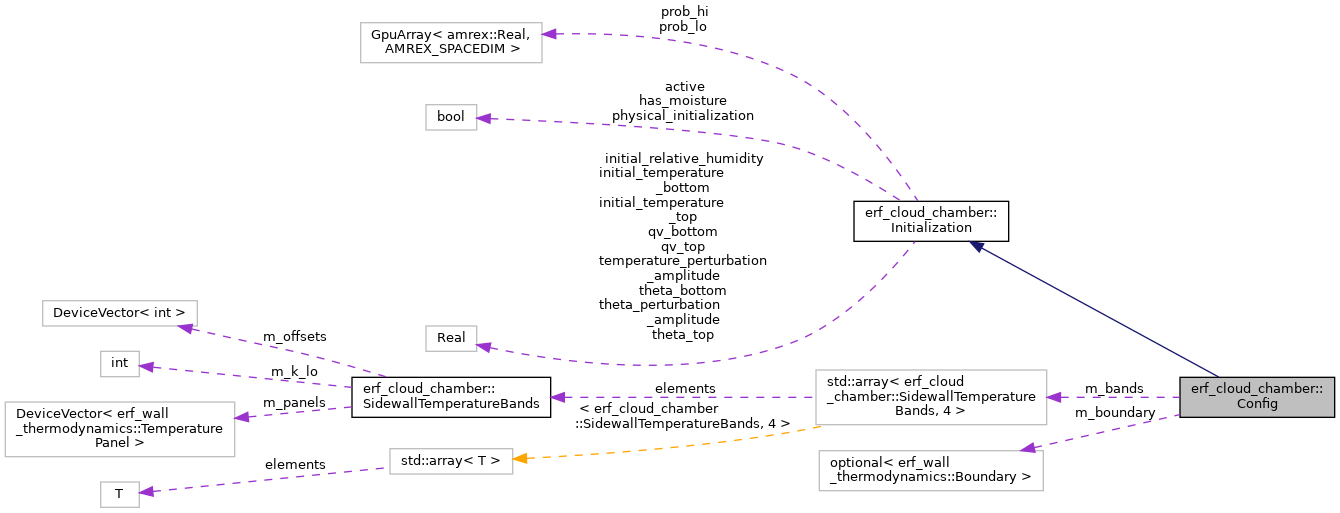 prob_hi
prob_lo
GpuArray< amrex::Real,
AMREX_SPACEDIM >
active
has_moisture
physical_initialization
bool
initial_relative_humidity
initial_temperature
_bottom
initial_temperature
_top
qv_bottom
qv_top
temperature_perturbation
_amplitude
theta_bottom
theta_perturbation
_amplitude
theta_top
erf_cloud_chamber::
Initialization
DeviceVector< int >
m_offsets
Real
int
m_k_lo
erf_cloud_chamber::
SidewallTemperatureBands
elements
std::array< erf_cloud
_chamber::SidewallTemperature
Bands, 4 >
m_bands
erf_cloud_chamber::
Config
m_panels
DeviceVector< erf_wall
_thermodynamics::Temperature
Panel >
< erf_cloud_chamber
::SidewallTemperatureBands, 4 >
m_boundary
elements
std::array< T >
optional< erf_wall
_thermodynamics::Boundary >
T